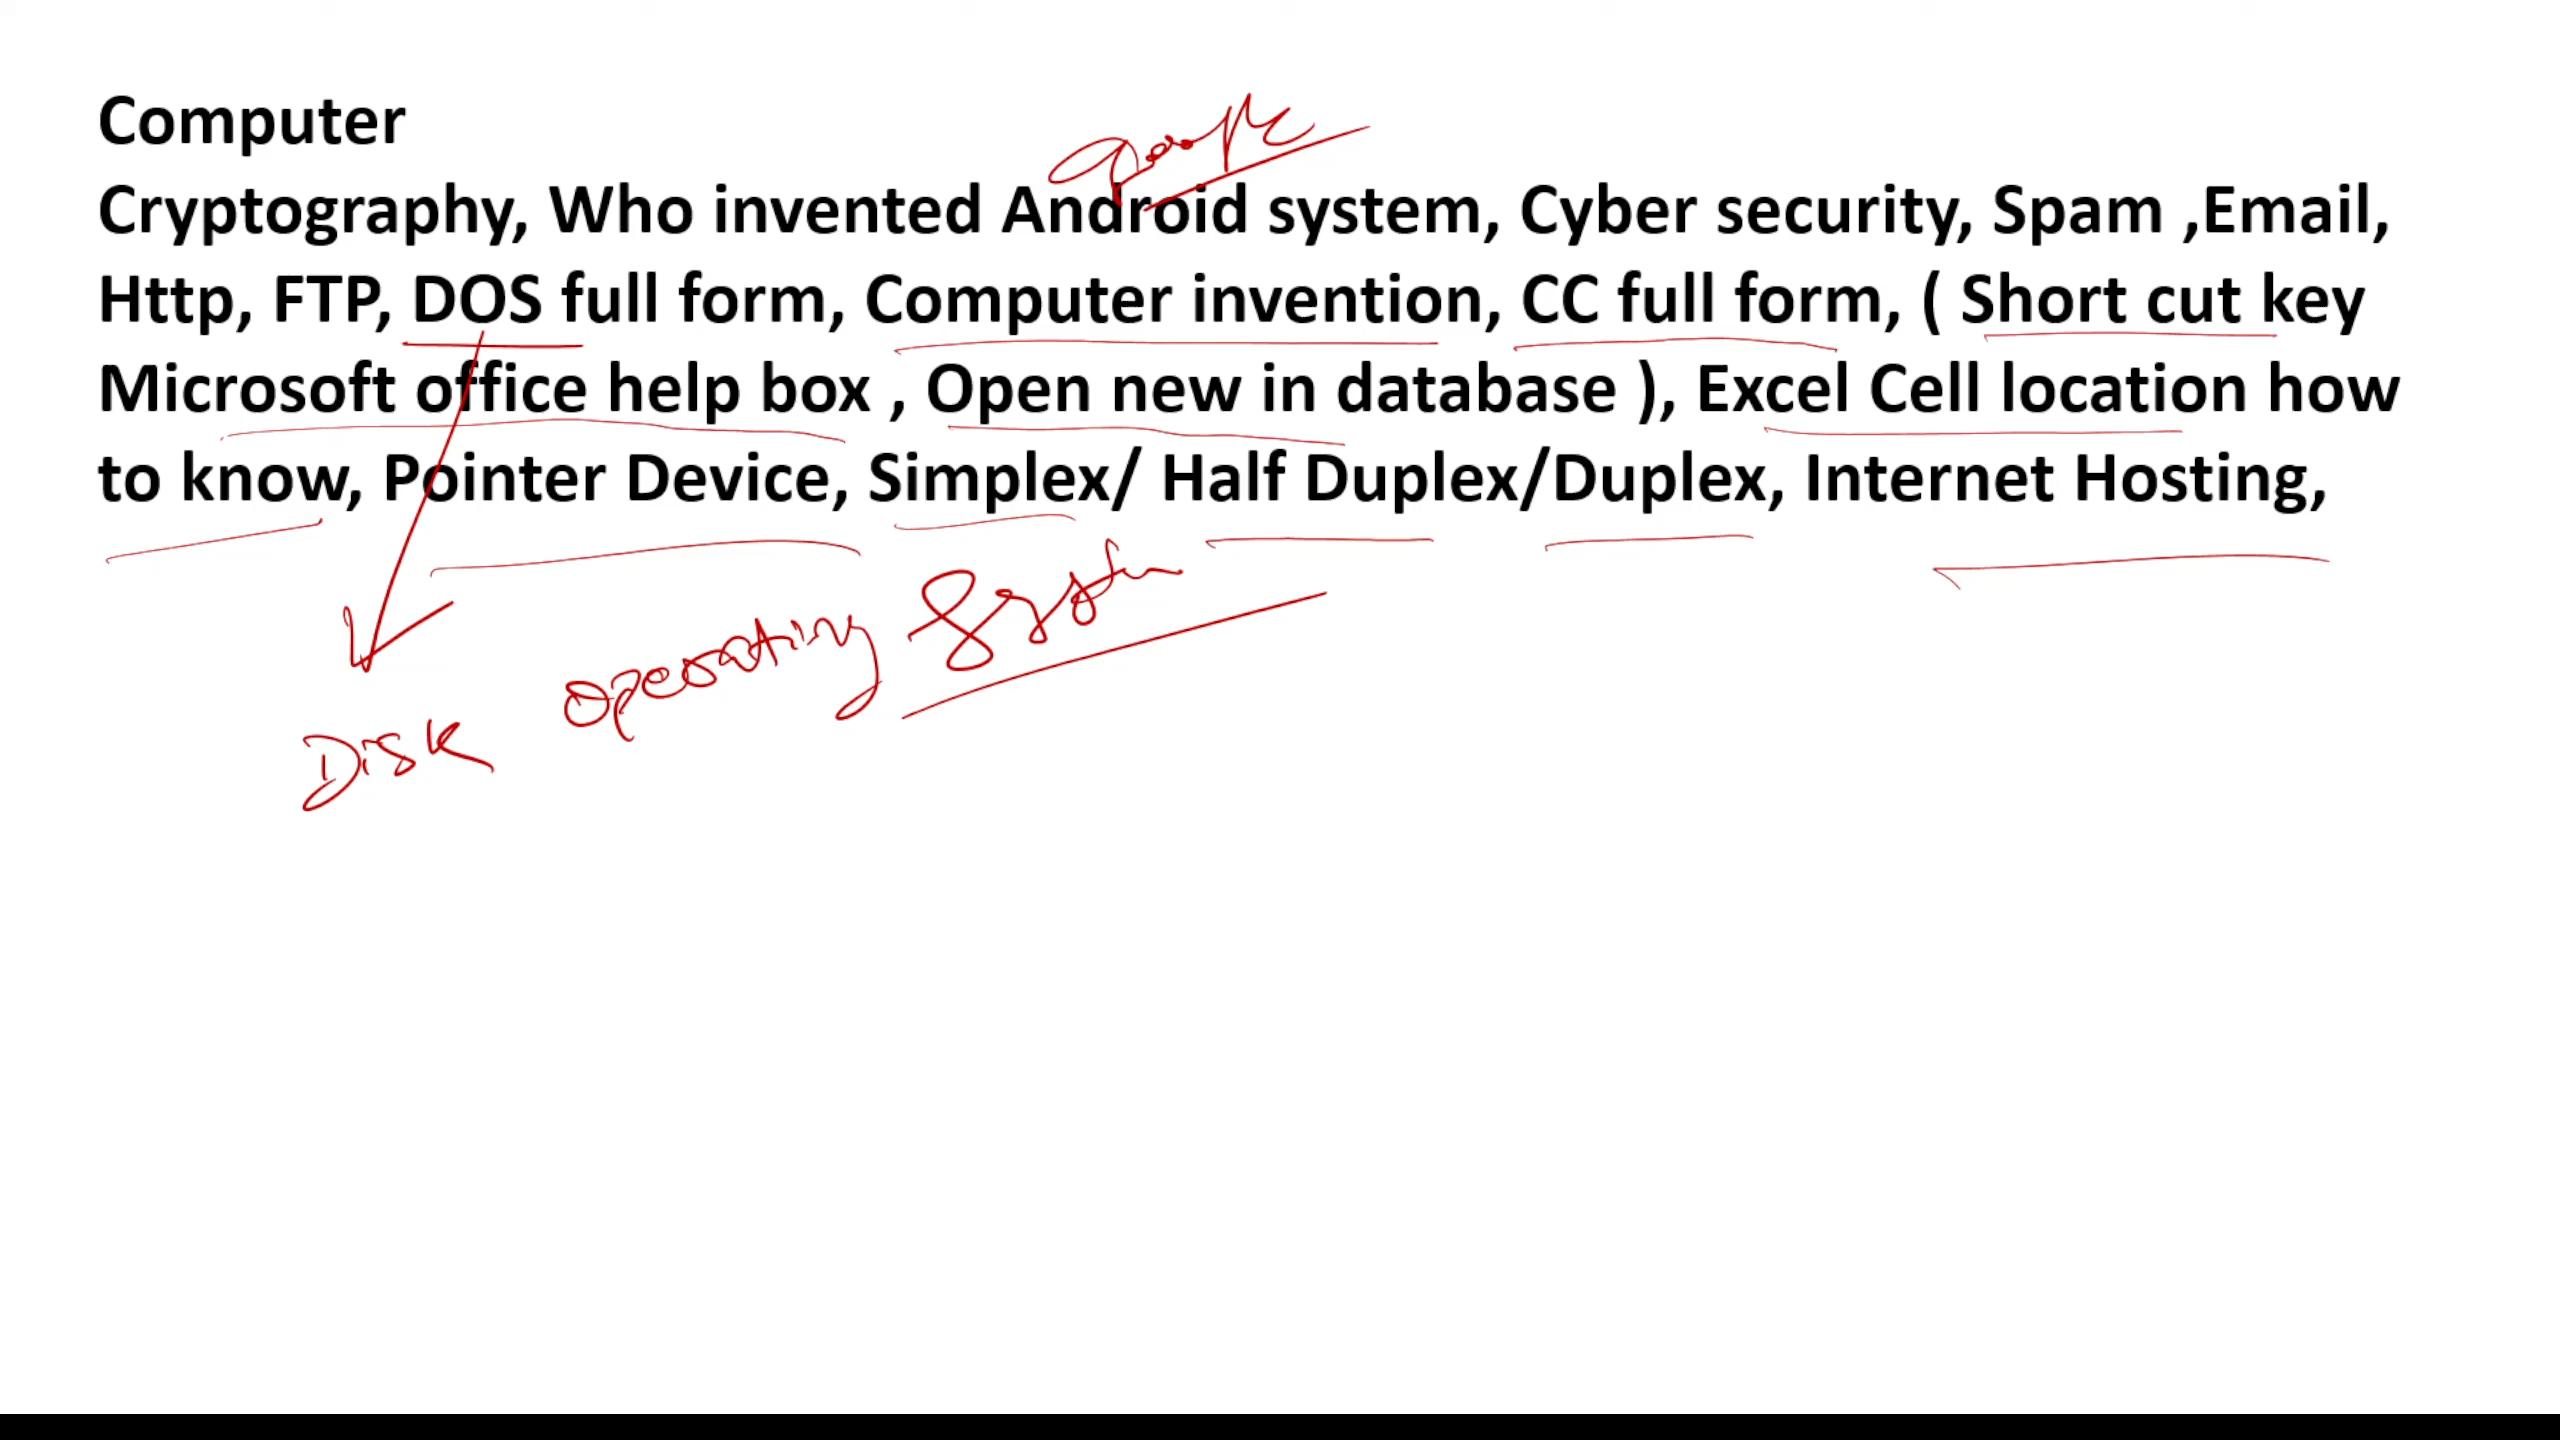 Computer
Google
Cryptography, Who invented Android system, Cyber security, Spam ,Email,
Http, FTP, DOS full form, Computer invention, CC full form, ( Short cut key
Microsoft office help box , Open new in database ), Excel Cell location how
to know, Pointer Device, Simplex/ Half Duplex/Duplex, Internet Hosting,
Disk operating System